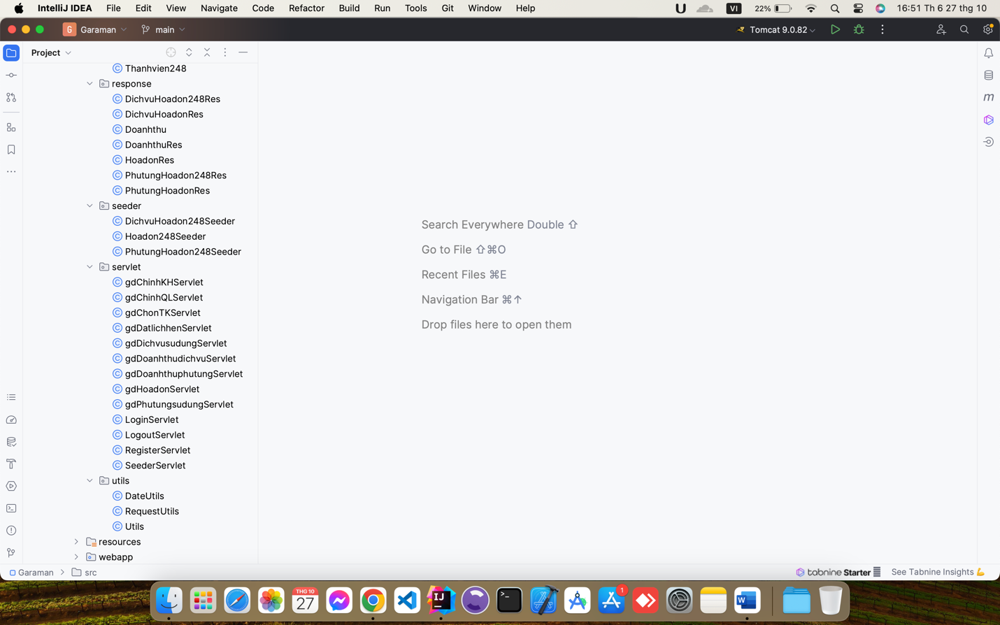 IntelliJ IDEA File Edit View Navigate Code Refactor Build Run Tools Git Window Help U VI 22% 16:51 Th 6 27 thg 10
G Garaman main Tomcat 9.0.82
Project
Thanhvien248
response
DichvuHoadon248Res
DichvuHoadonRes
Doanhthu
DoanhthuRes
HoadonRes
PhutungHoadon248Res
PhutungHoadonRes
seeder
DichvuHoadon248Seeder
Hoadon248Seeder
PhutungHoadon248Seeder
servlet
gdChinhKHServlet
gdChinhQLServlet
gdChonTKServlet
gdDatlichhenServlet
gdDichvusudungServlet
gdDoanhthudichvuServlet
gdDoanhthuphutungServlet
gdHoadonServlet
gdPhutungsudungServlet
LoginServlet
LogoutServlet
RegisterServlet
SeederServlet
utils
DateUtils
RequestUtils
Utils
resources
webapp
Search Everywhere Double ⇧
Go to File ⇧⌘O
Recent Files ⌘E
Navigation Bar ⌘↑
Drop files here to open them
m
Garaman > src
tabnine Starter See Tabnine Insights 💪
THG 10
27
IJ
>_
1
W